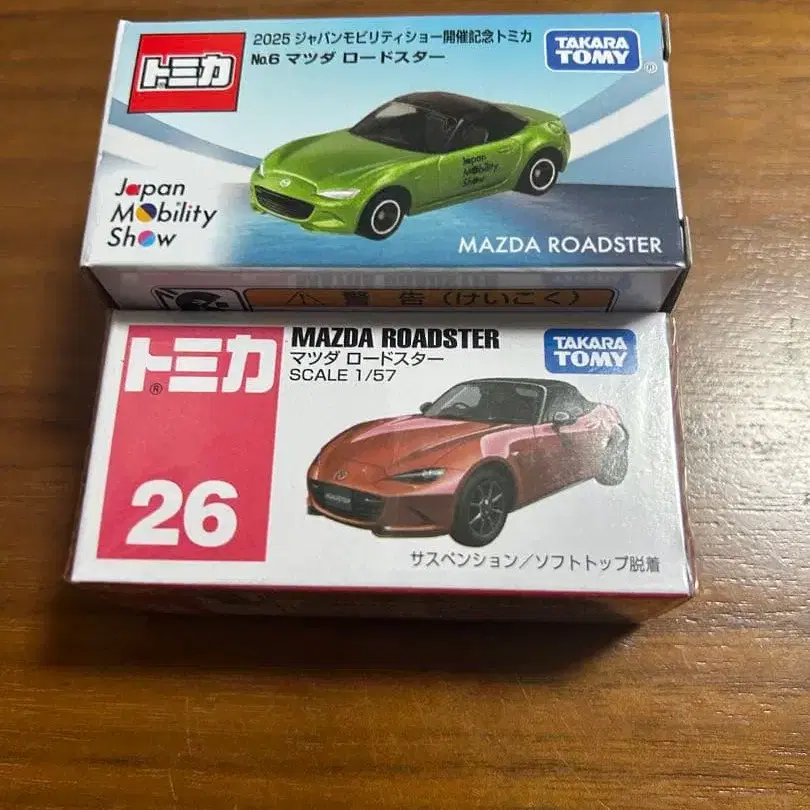 トミカ
®
2025 ジャパンモビリティショー開催記念トミカ
No.6 マツダ ロードスター
TAKARA
TOMY
®
Japan
Mobility
Show
Japan
Mobility
Show
MAZDA ROADSTER
警告(けいこく)
トミカ
®
26
MAZDA ROADSTER
マツダ ロードスター
SCALE 1/57
TAKARA
TOMY
ROADSTER
サスペンション/ソフトトップ脱着